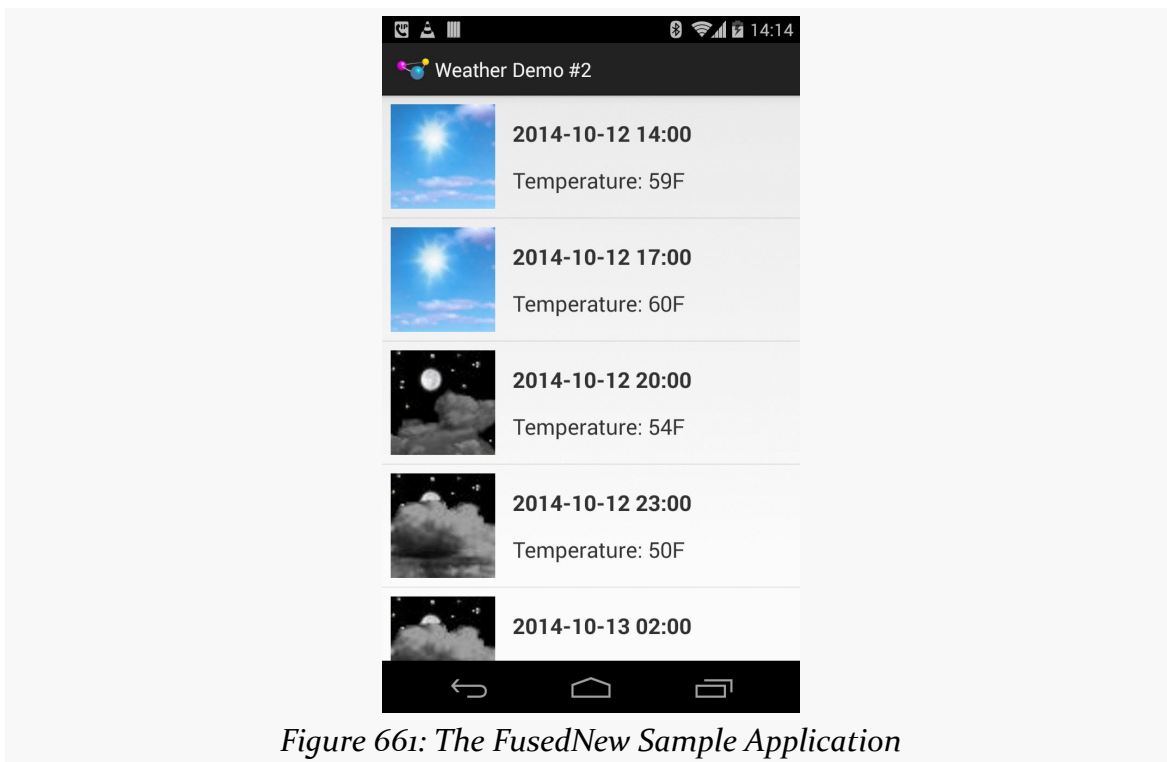 14:14
Weather Demo #2
2014-10-12 14:00
Temperature: 59F
2014-10-12 17:00
Temperature: 60F
2014-10-12 20:00
Temperature: 54F
2014-10-12 23:00
Temperature: 50F
2014-10-13 02:00
Figure 661: The FusedNew Sample Application